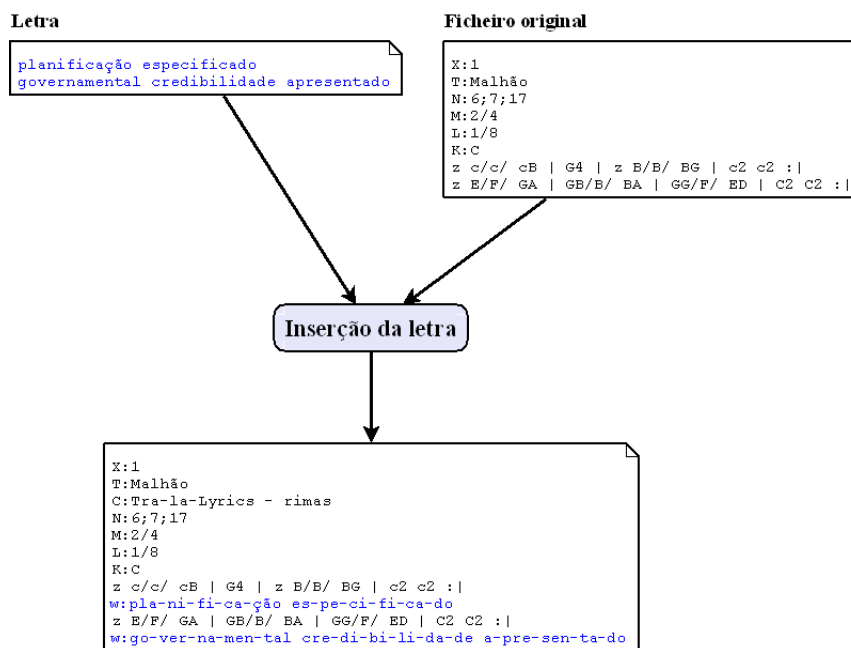 Letra
planificação especificado
governamental credibilidade apresentado
Ficheiro original
X:1
T:Malhão
N:6;7;17
M:2/4
L:1/8
K:C
z c/c/ cB | G4 | z B/B/ BG | c2 c2 :|
z E/F/ GA | GB/B/ BA | GG/F/ ED | C2 C2 :|
Inserção da letra
X:1
T:Malhão
C:Tra-la-Lyrics - rimas
N:6;7;17
M:2/4
L:1/8
K:C
z c/c/ cB | G4 | z B/B/ BG | c2 c2 :|
w:pla-ni-fi-ca-ção es-pe-ci-fi-ca-do
z E/F/ GA | GB/B/ BA | GG/F/ ED | C2 C2 :|
w:go-ver-na-men-tal cre-di-bi-li-da-de a-pre-sen-ta-do